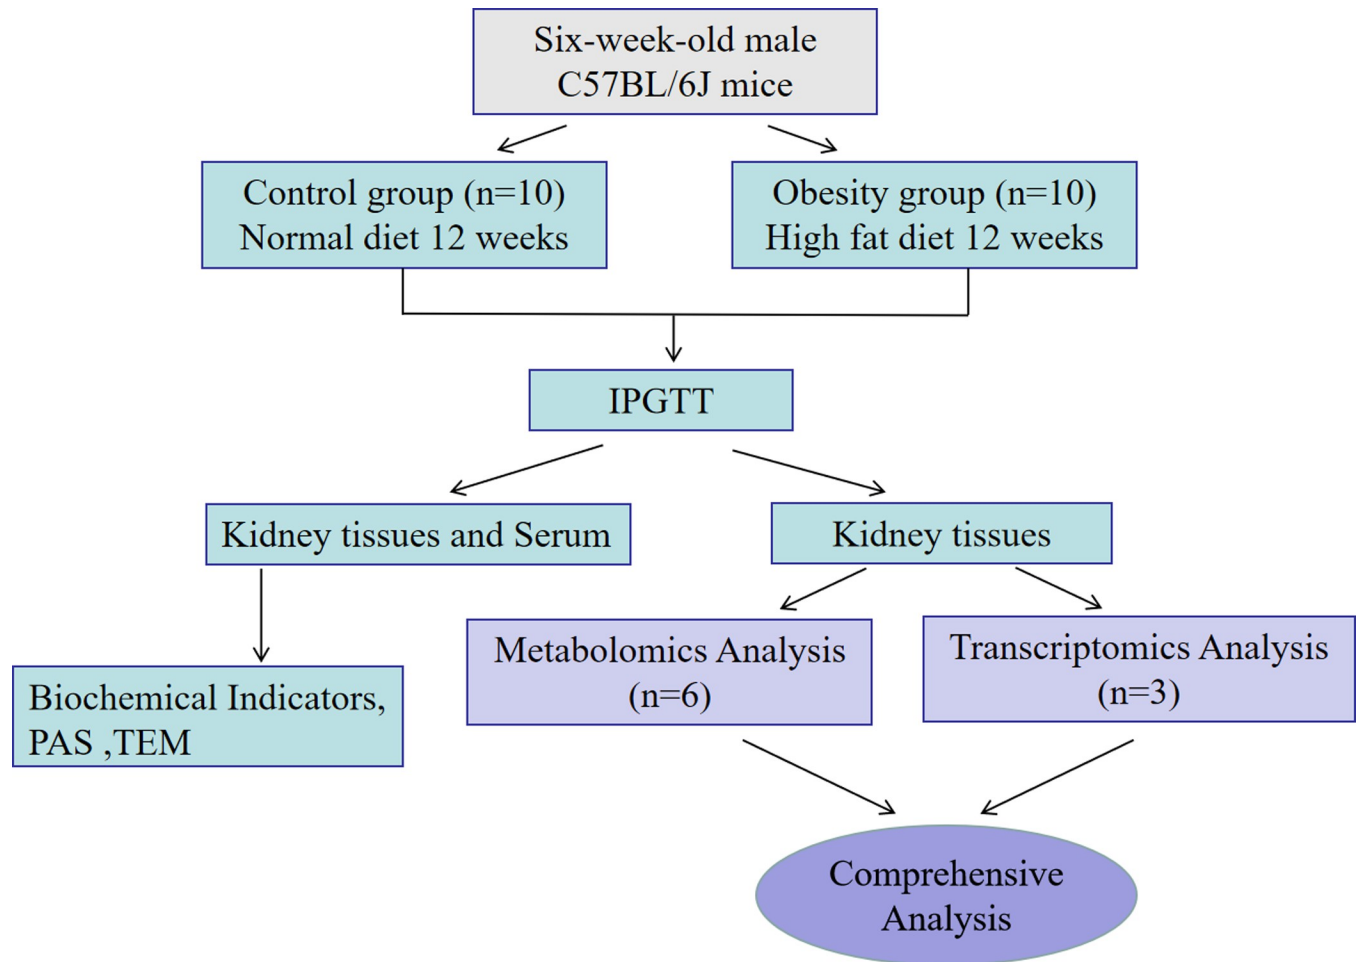 Six-week-old male
C57BL/6J mice
Control group (n=10)
Normal diet 12 weeks
Obesity group (n=10)
High fat diet 12 weeks
IPGTT
Kidney tissues and Serum
Kidney tissues
Metabolomics Analysis
(n=6)
Transcriptomics Analysis
(n=3)
Biochemical Indicators,
PAS ,TEM
Comprehensive
Analysis